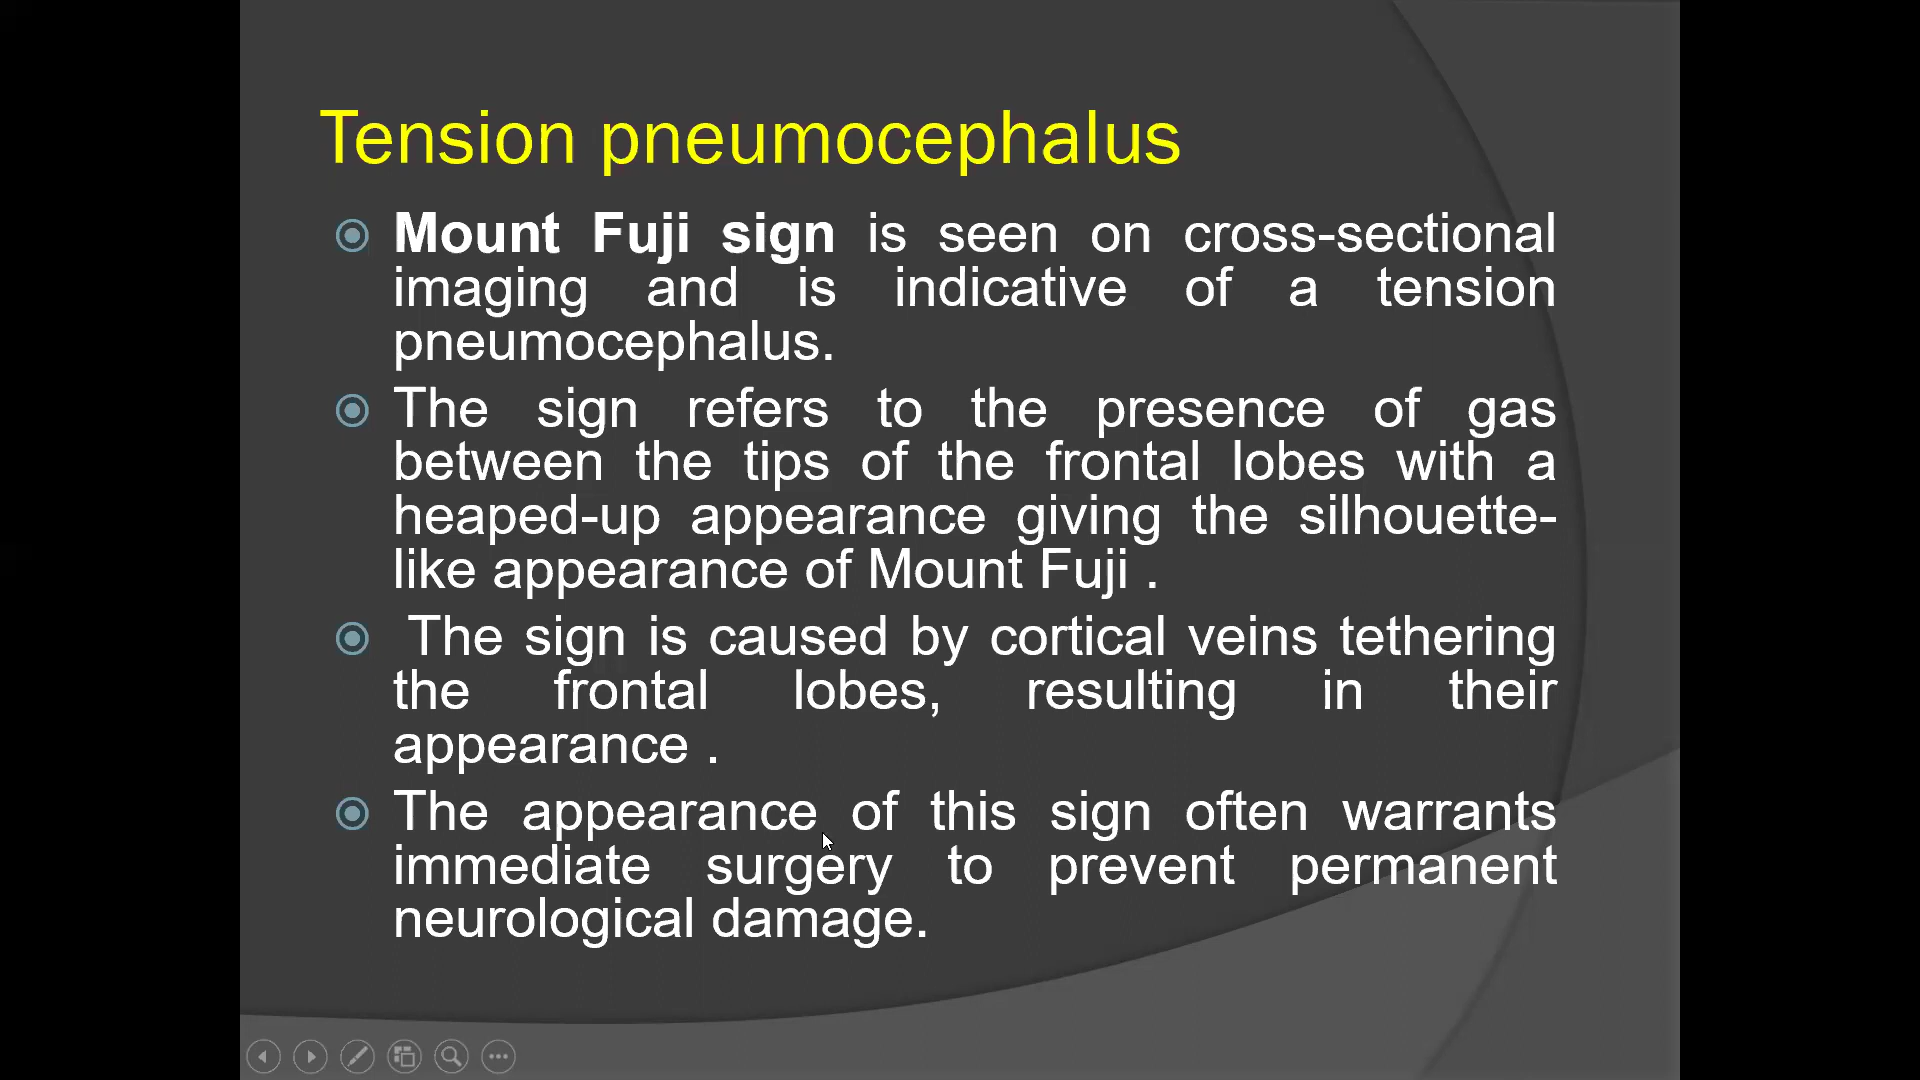 Tension pneumocephalus
Mount Fuji sign is seen on cross-sectional
imaging and is indicative of a tension
pneumocephalus.
The sign refers to the presence of gas
between the tips of the frontal lobes with a
heaped-up appearance giving the silhouette-
like appearance of Mount Fuji .
The sign is caused by cortical veins tethering
the frontal lobes, resulting in their
appearance .
The appearance of this sign often warrants
immediate surgery to prevent permanent
neurological damage.